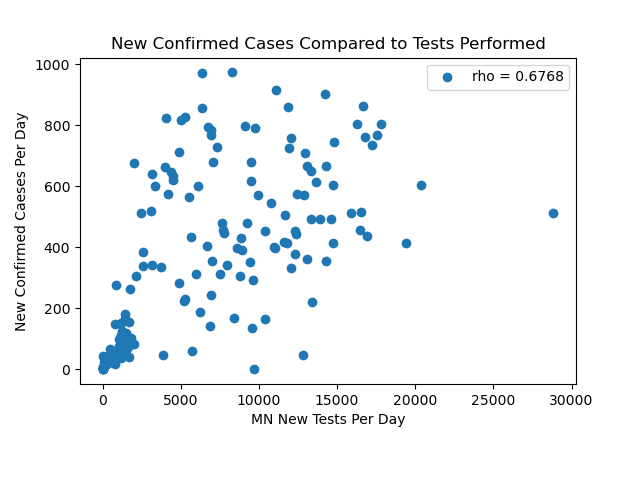 New Confirmed Cases Compared to Tests Performed
rho = 0.6768
New Confirmed Caeses Per Day
1000
800
600
400
200
0
0 5000 10000 15000 20000 25000 30000
MN New Tests Per Day